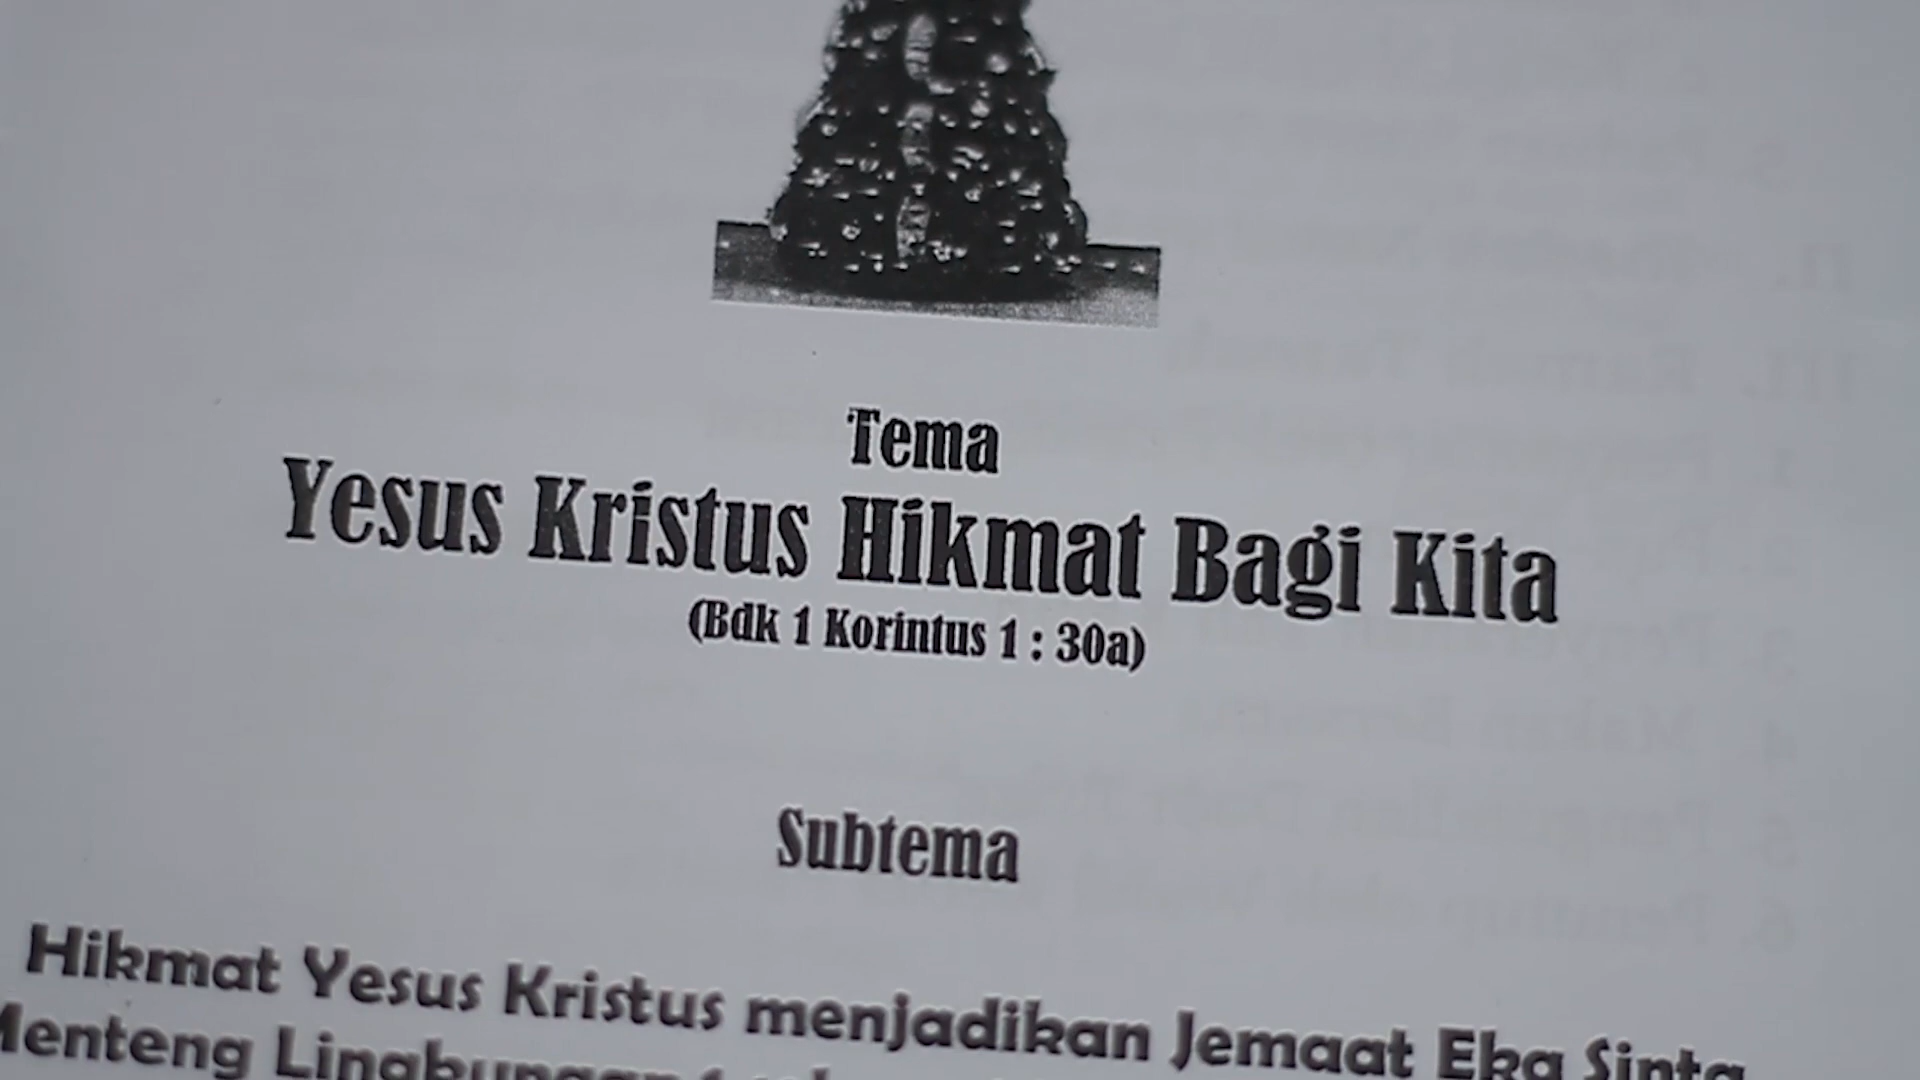 Tema
Yesus Kristus Hikmat Bagi Kita
(Bdk 1 Korintus 1 : 30a)
Subtema
Hikmat Yesus Kristus menjadikan Jemaat Eka Sinta
Menteng Lingkungan